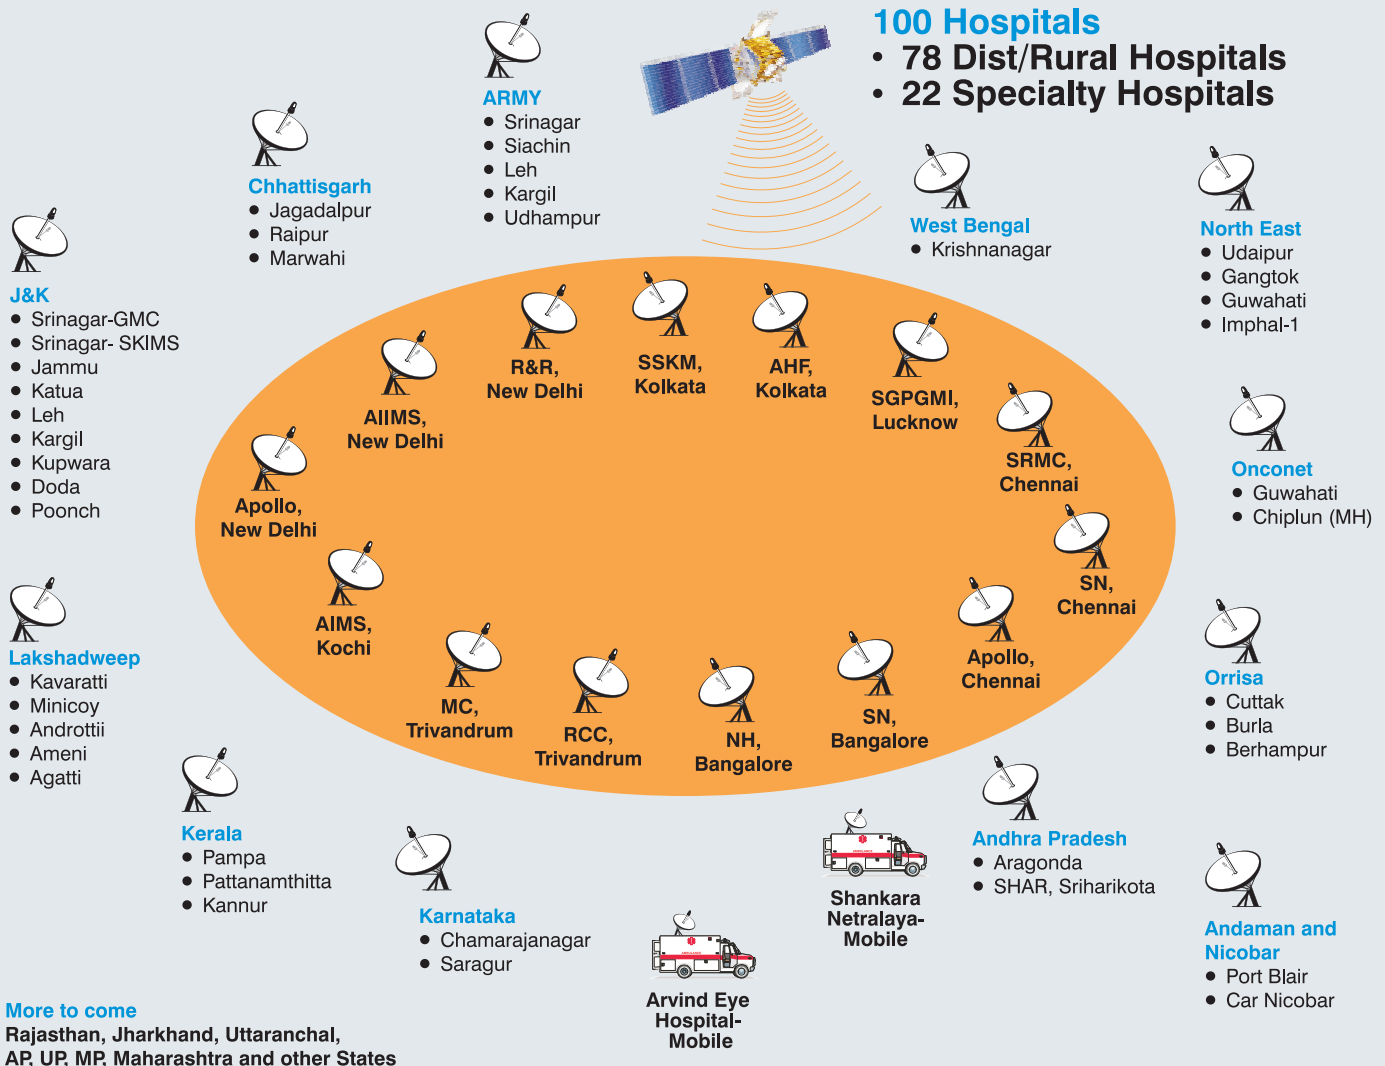 100 Hospitals
• 78 Dist/Rural Hospitals
• 22 Specialty Hospitals
ARMY
• Srinagar
• Siachin
• Leh
• Kargil
• Udhampur
Chhattisgarh
• Jagadalpur
• Raipur
• Marwahi
West Bengal
• Krishnanagar
North East
• Udaipur
• Gangtok
• Guwahati
• Imphal-1
J&K
• Srinagar-GMC
• Srinagar- SKIMS
• Jammu
• Katua
• Leh
• Kargil
• Kupwara
• Doda
• Poonch
R&R,
New Delhi
SSKM,
Kolkata
AHF,
Kolkata
SGPGMI,
Lucknow
AIIMS,
New Delhi
SRMC,
Chennai
Apollo,
New Delhi
SN,
Chennai
AIMS,
Kochi
Apollo,
Chennai
MC,
Trivandrum
RCC,
Trivandrum
NH,
Bangalore
SN,
Bangalore
Onconet
• Guwahati
• Chiplun (MH)
Lakshadweep
• Kavaratti
• Minicoy
• Androttii
• Ameni
• Agatti
Orrisa
• Cuttak
• Burla
• Berhampur
Kerala
• Pampa
• Pattanamthitta
• Kannur
Karnataka
• Chamarajanagar
• Saragur
Arvind Eye
Hospital-
Mobile
Shankara
Netralaya-
Mobile
Andhra Pradesh
• Aragonda
• SHAR, Sriharikota
Andaman and
Nicobar
• Port Blair
• Car Nicobar
More to come
Rajasthan, Jharkhand, Uttaranchal,
AP, UP, MP, Maharashtra and other States